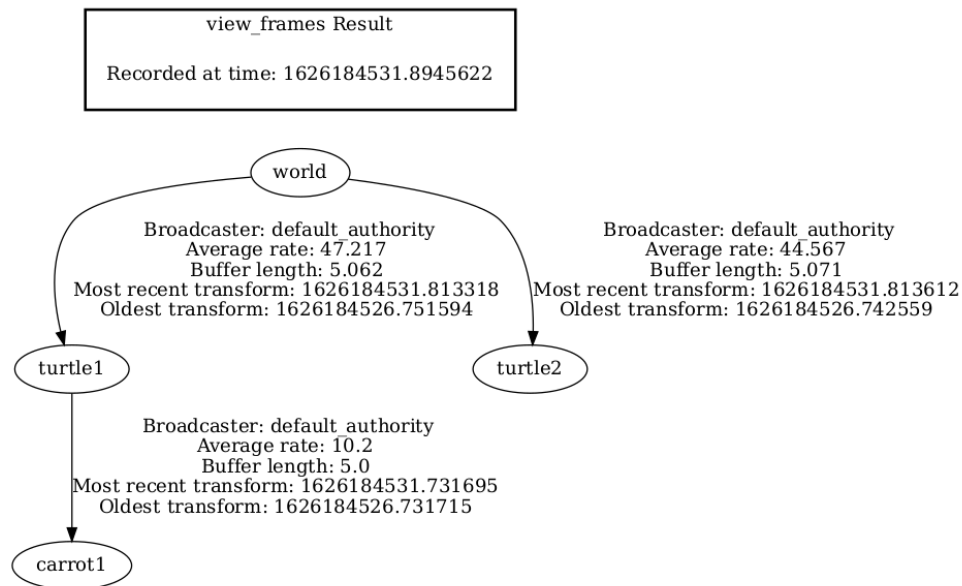 view_frames Result
Recorded at time: 1626184531.8945622
world
Broadcaster: default_authority
Average rate: 47.217
Buffer length: 5.062
Most recent transform: 1626184531.813318
Oldest transform: 1626184526.751594
Broadcaster: default_authority
Average rate: 44.567
Buffer length: 5.071
Most recent transform: 1626184531.813612
Oldest transform: 1626184526.742559
turtle1
turtle2
Broadcaster: default_authority
Average rate: 10.2
Buffer length: 5.0
Most recent transform: 1626184531.731695
Oldest transform: 1626184526.731715
carrot1